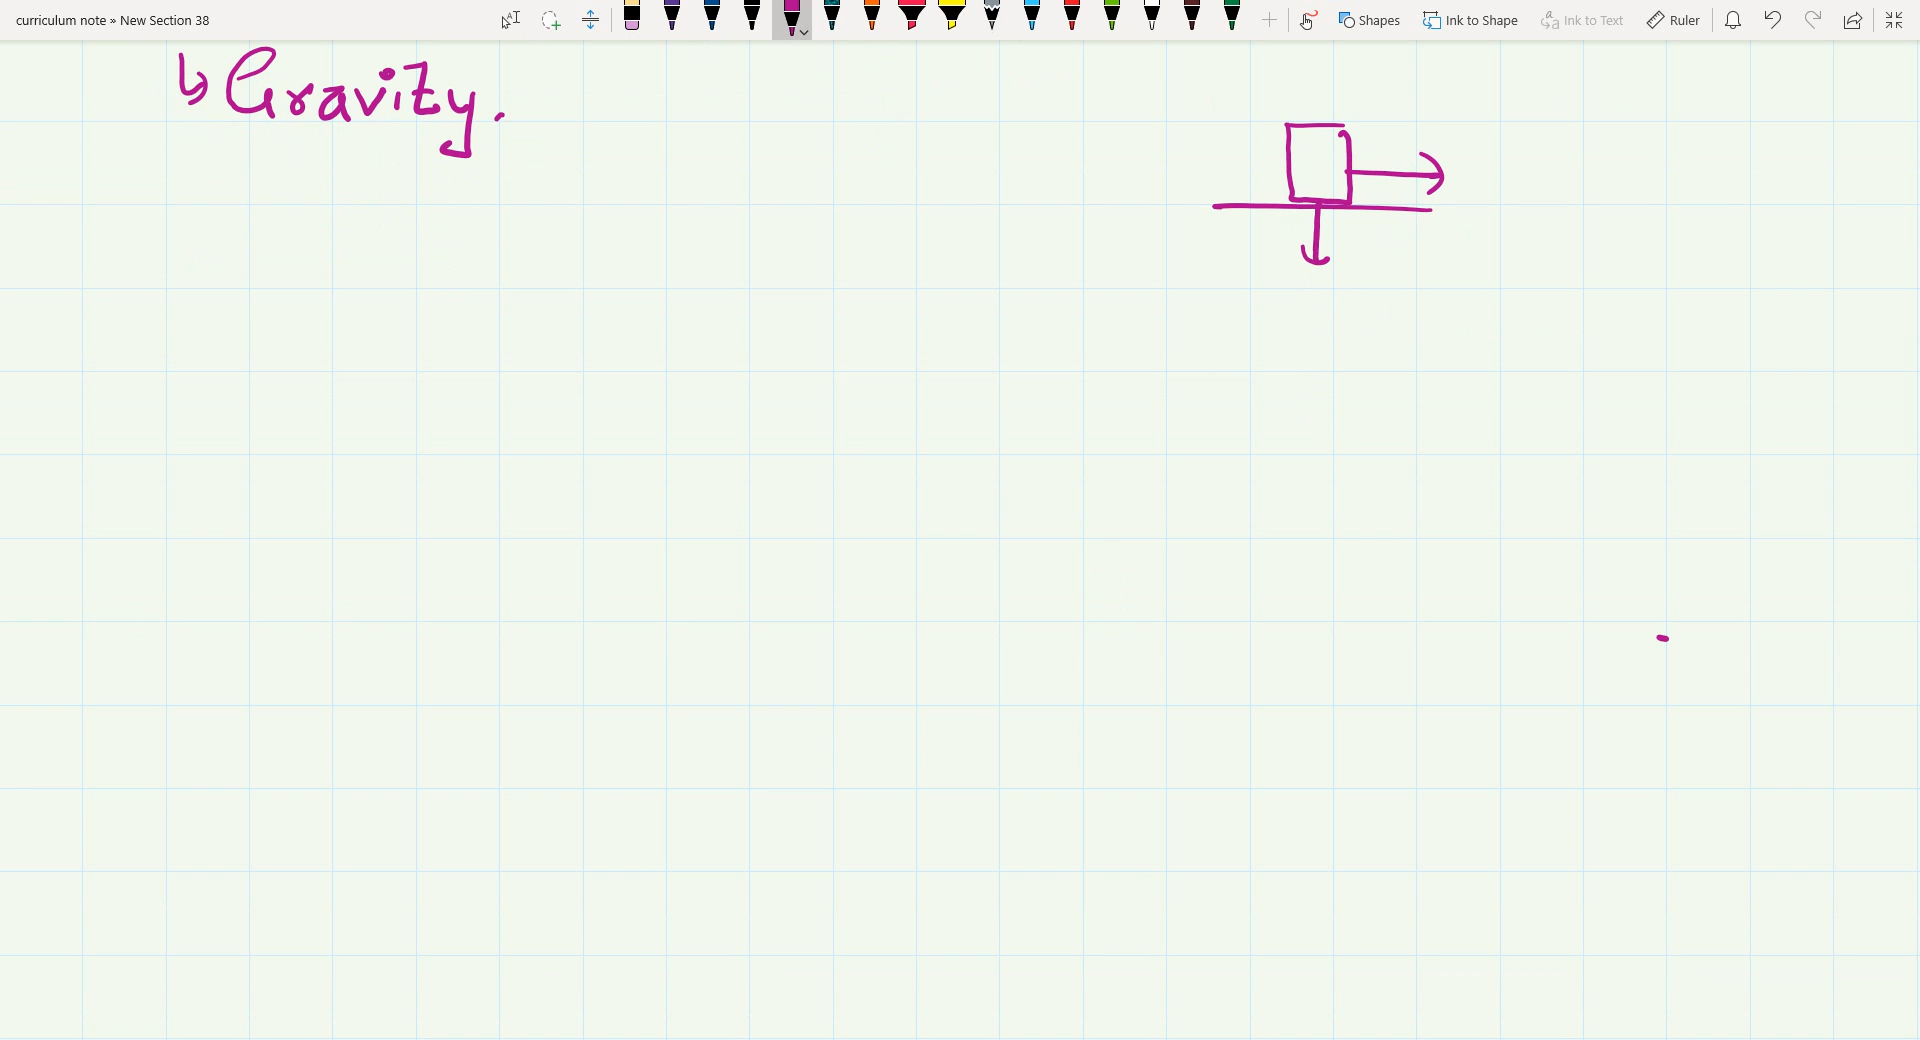 curriculum note » New Section 38
Shapes
Ink to Shape
Ink to Text
Ruler
↳ Gravity.